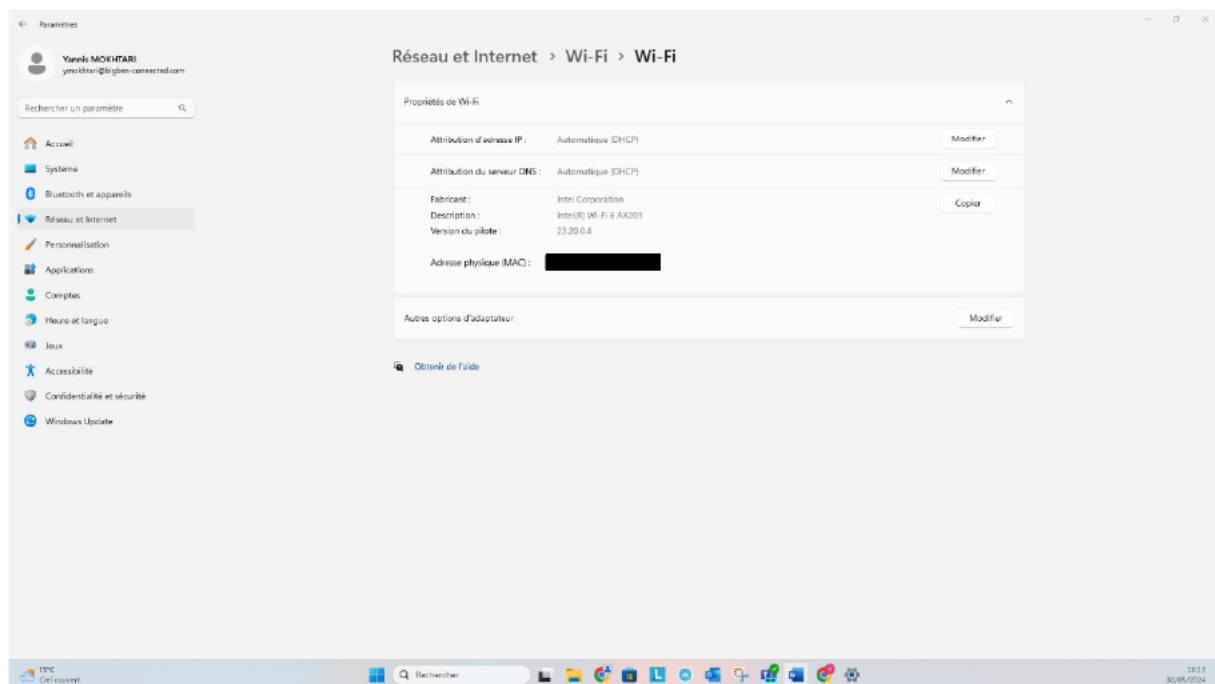 Paramètres
Yannis MOKHTARI
ymokhtari@bigben-connected.com
Rechercher un paramètre
Accueil
Système
Bluetooth et appareils
Réseau et Internet
Personnalisation
Applications
Comptes
Heure et langue
Jeux
Accessibilité
Confidentialité et sécurité
Windows Update
Réseau et Internet > Wi-Fi > Wi-Fi
Propriétés de Wi-Fi
Attribution d'adresse IP : Automatique (DHCP) Modifier
Attribution du serveur DNS : Automatique (DHCP) Modifier
Fabricant : Intel Corporation Copier
Description : Intel(R) Wi-Fi 6 AX203
Version du pilote : 23.20.0.4
Adresse physique (MAC) :
Autres options d'adaptateur Modifier
Obtenir de l'aide
15°C
Ciel couvert
Rechercher
30/05/2024